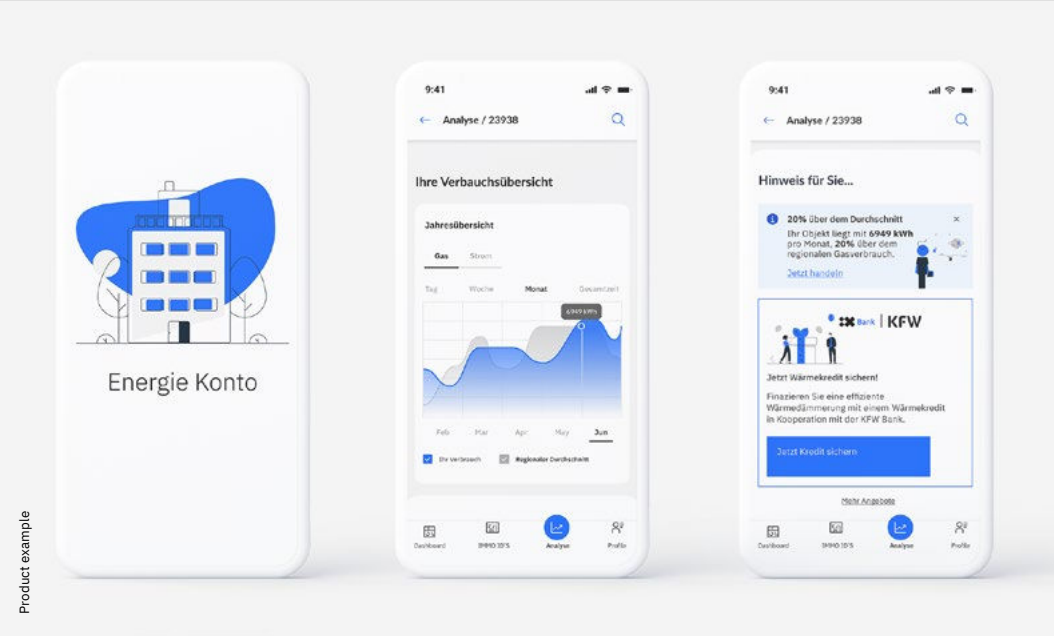 Energie Konto
9:41
Analyse / 23938
Ihre Verbauchsübersicht
Jahresübersicht
Gas Strom
Tag Woche Monat Gesamtzeit
6949 kWh
Feb Mar Apr May Jun
Ihr Verbrauch Regionaler Durchschnitt
Dashboard IMMO ID'S Analyse Profile
9:41
Analyse / 23938
Hinweis für Sie...
20% über dem Durchschnitt
Ihr Objekt liegt mit 6949 kWh
pro Monat, 20% über dem
regionalen Gasverbrauch.
Jetzt handeln
Bank | KFW
Jetzt Wärmekredit sichern!
Finazieren Sie eine effiziente
Wärmedämmerung mit einem Wärmekredit
in Kooperation mit der KFW Bank.
Jetzt Kredit sichern
Mehr Angebote
Dashboard IMMO ID'S Analyse Profile
Product example